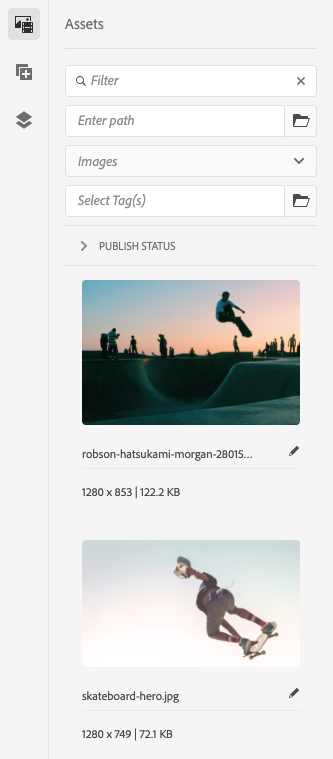 Assets
Filter
Enter path
Images
Select Tag(s)
PUBLISH STATUS
robson-hatsukami-morgan-28015...
1280 x 853 | 122.2 KB
skateboard-hero.jpg
1280 x 749 | 72.1 KB